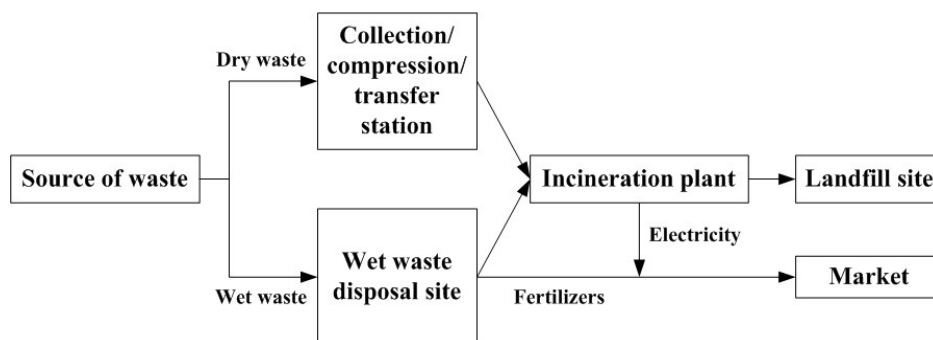 Collection/
compression/
transfer
station
Dry waste
Source of waste
Incineration plant
Landfill site
Electricity
Wet waste
Wet waste
disposal site
Fertilizers
Market